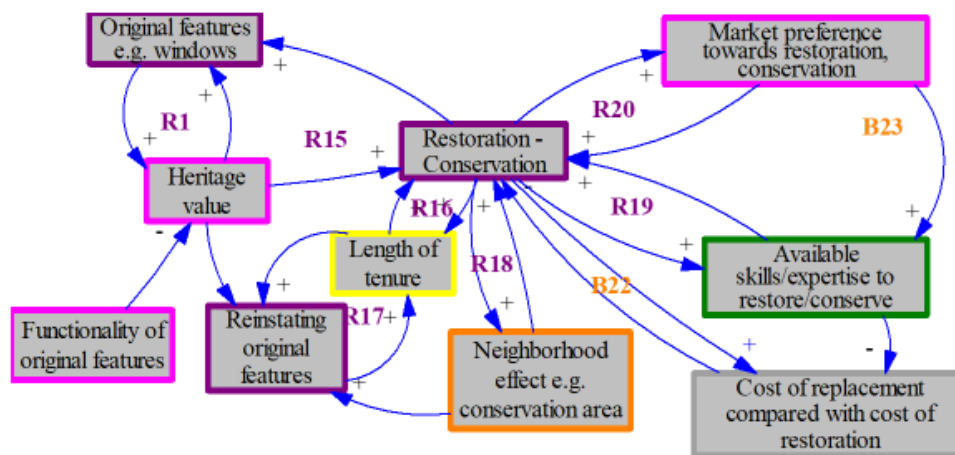 Original features
e.g. windows
Market preference
towards restoration,
conservation
+
+
+
+
R1
R15
R20
B23
+
Restoration -
Conservation
+
+
Heritage
value
-
-
+
R16
+
+
R19
+
+
Length of
tenure
R18
Available
skills/expertise to
restore/conserve
B22
+
+
Functionality of
original features
Reinstating
original
features
R17
+
Neighborhood
effect e.g.
conservation area
+
+
-
Cost of replacement
compared with cost of
restoration